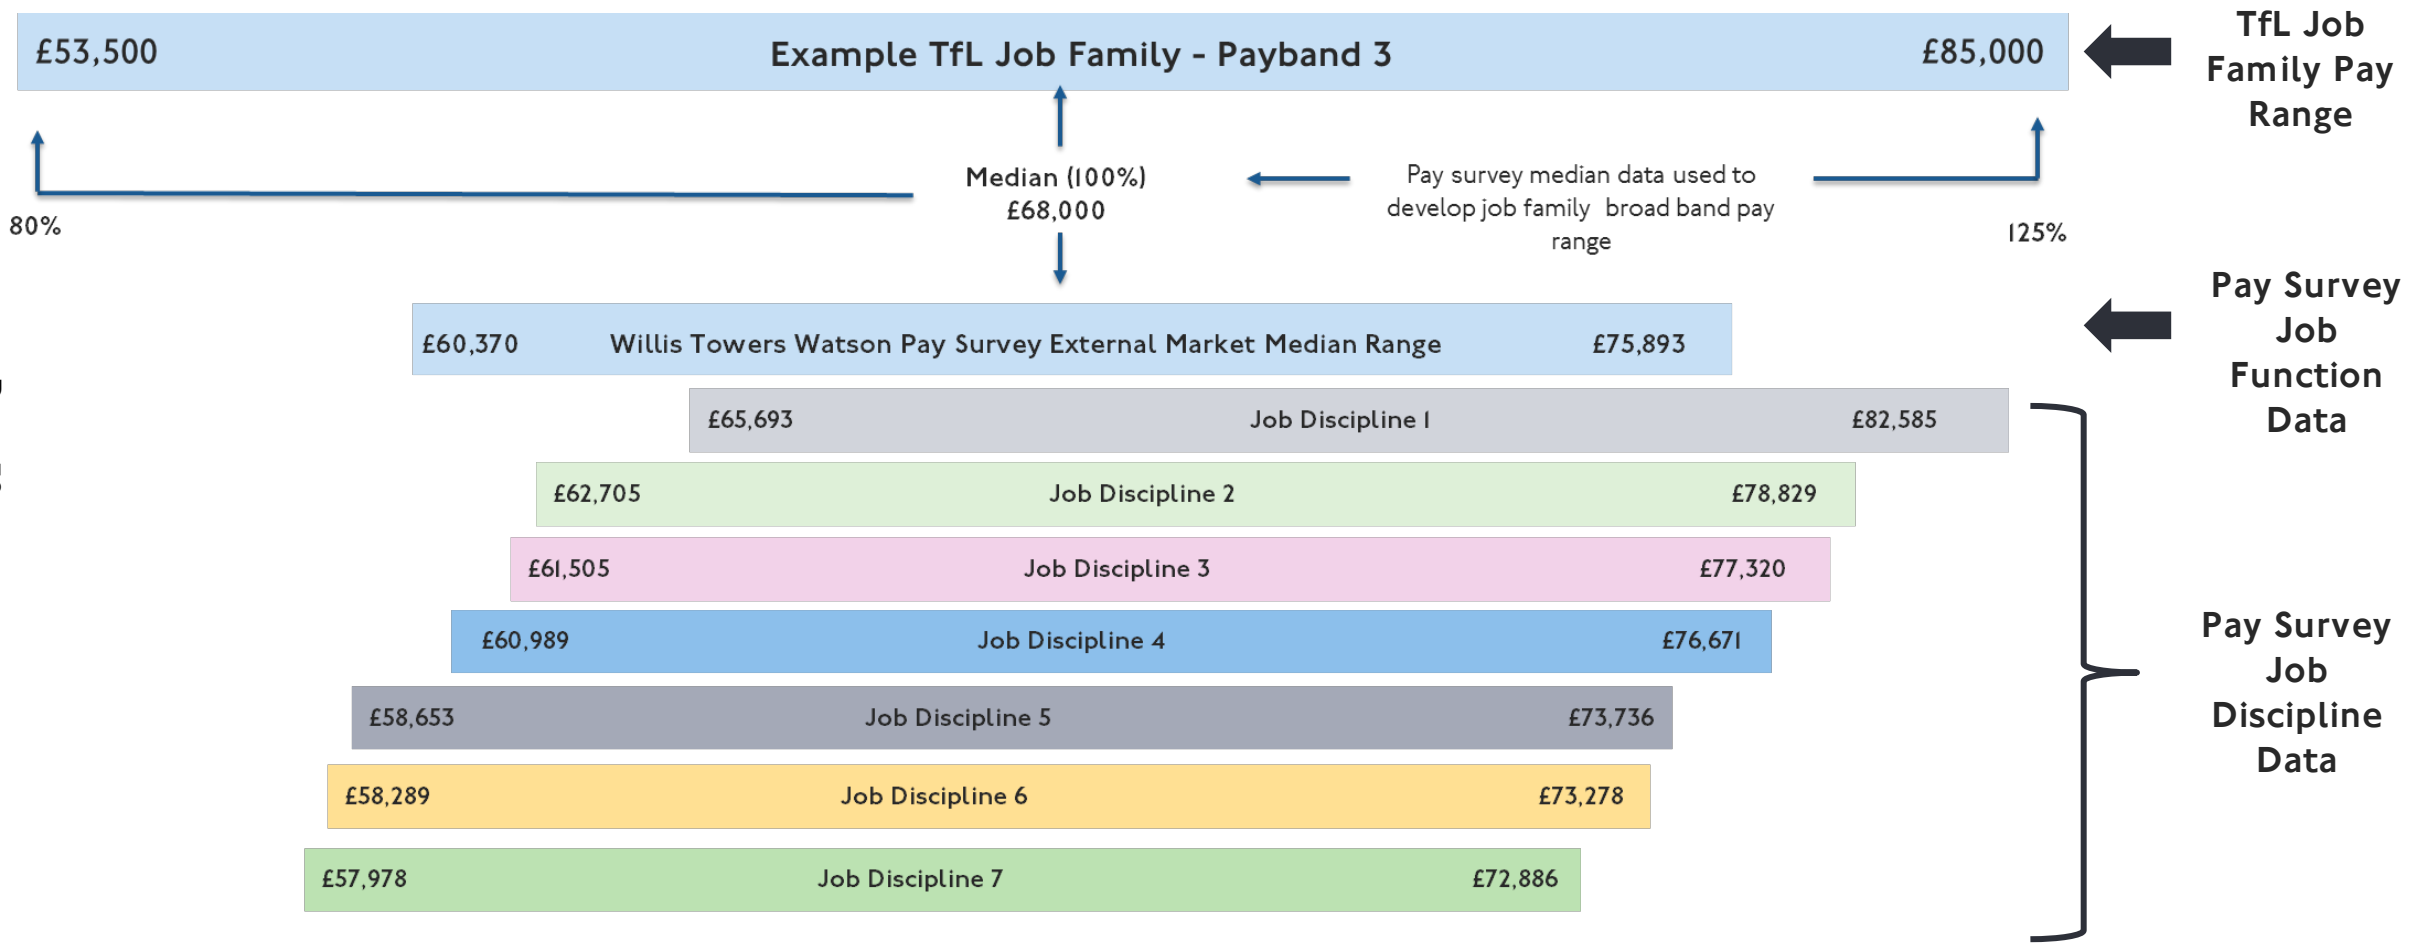 £53,500 Example TfL Job Family - Payband 3 £85,000
TfL Job
Family Pay
Range
Median (100%)
£68,000
Pay survey median data used to
develop job family broad band pay
range
80%
125%
£60,370 Willis Towers Watson Pay Survey External Market Median Range £75,893
Pay Survey
Job
Function
Data
£65,693 Job Discipline 1 £82,585
£62,705 Job Discipline 2 £78,829
£61,505 Job Discipline 3 £77,320
£60,989 Job Discipline 4 £76,671
£58,653 Job Discipline 5 £73,736
£58,289 Job Discipline 6 £73,278
£57,978 Job Discipline 7 £72,886
Pay Survey
Job
Discipline
Data